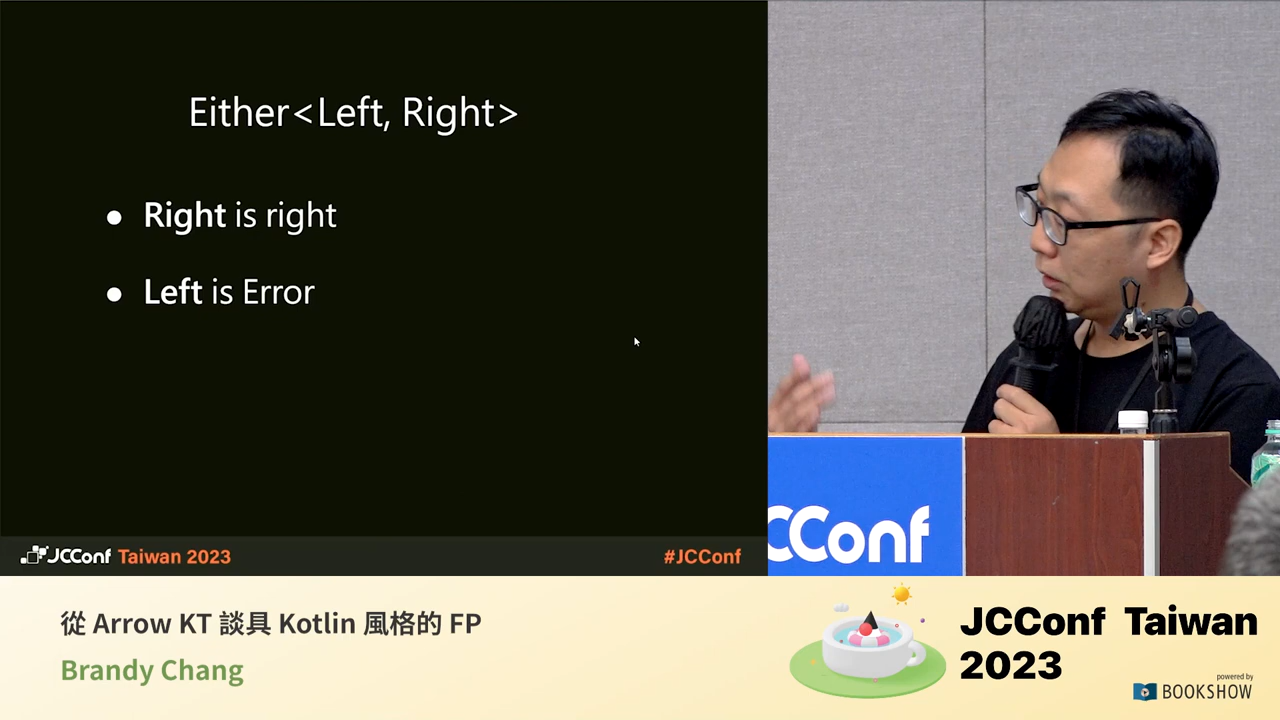 Either<Left, Right>
● Right is right
● Left is Error
JCConf Taiwan 2023
#JCConf
CConf
從 Arrow KT 談具 Kotlin 風格的 FP
Brandy Chang
JCConf Taiwan
2023
powered by
BOOKSHOW